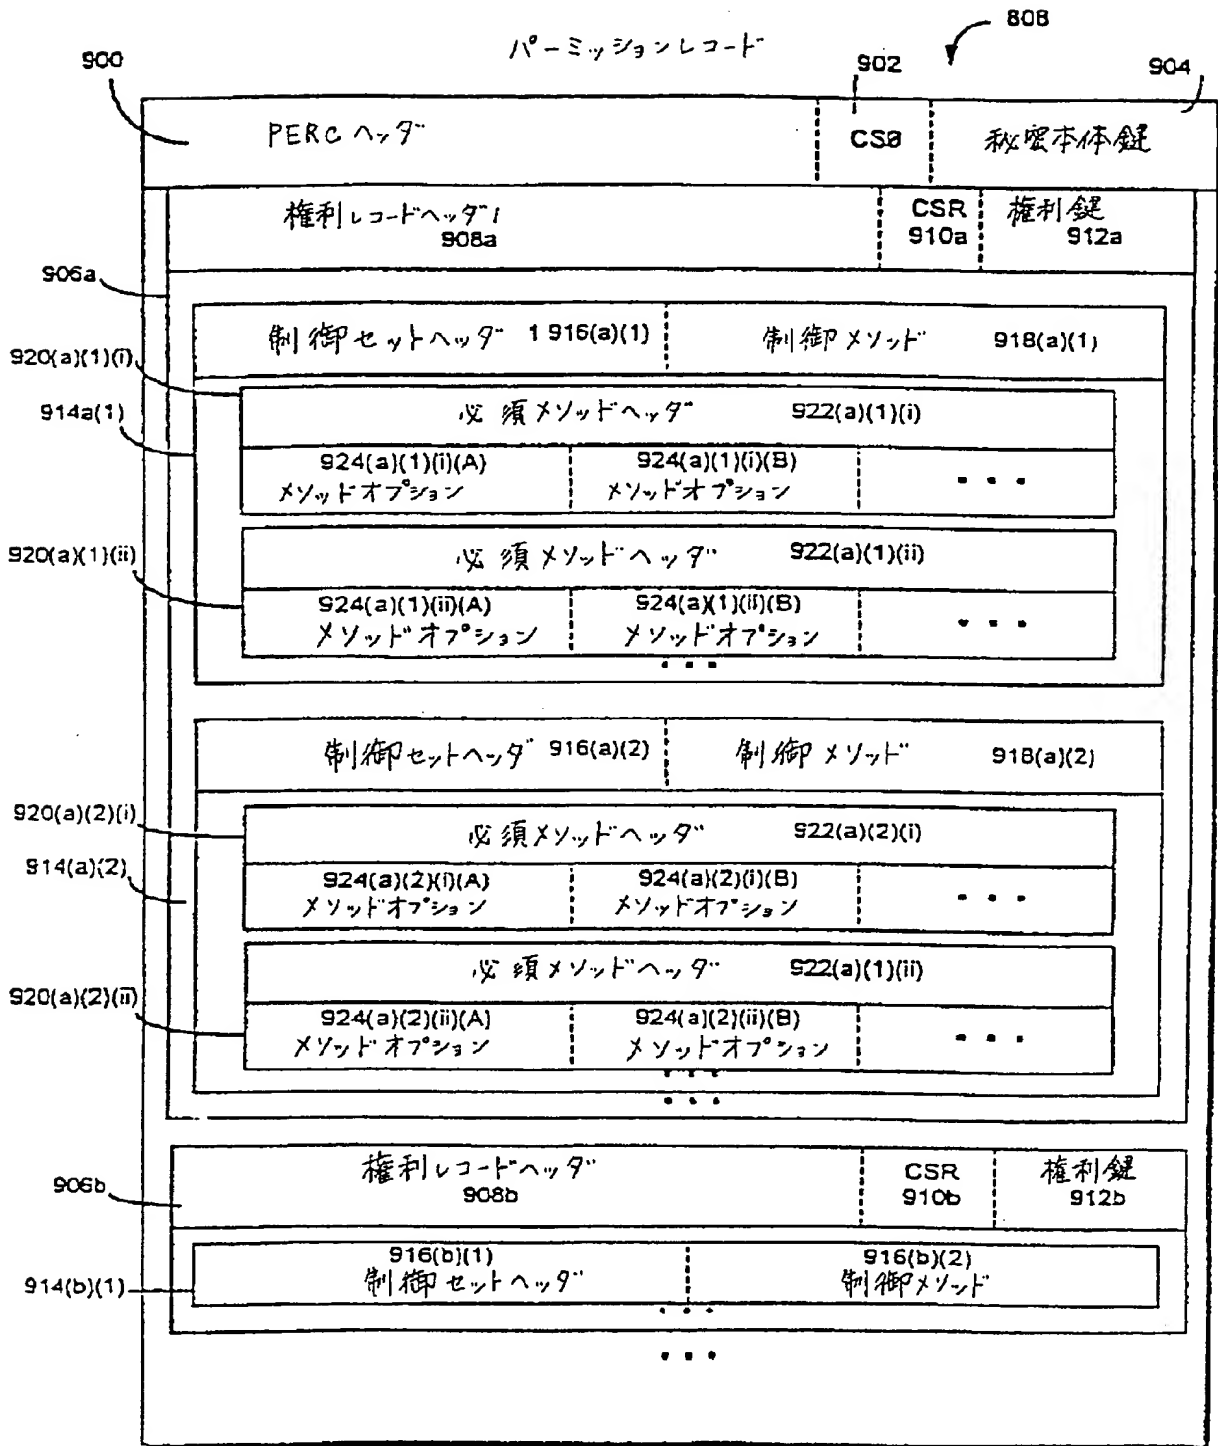 808
パーミッションレコード
900
902
904
PERC ヘッダ
CS0
秘密本体鍵
権利レコードヘッダ1
908a
CSR
910a
権利鍵
912a
906a
制御セットヘッダ 1 916(a)(1)
制御メソッド 918(a)(1)
920(a)(1)(i)
914a(1)
必須メソッドヘッダ 922(a)(1)(i)
924(a)(1)(i)(A)
メソッドオプション
924(a)(1)(i)(B)
メソッドオプション
...
920(a)(1)(ii)
必須メソッドヘッダ 922(a)(1)(ii)
924(a)(1)(ii)(A)
メソッドオプション
924(a)(1)(ii)(B)
メソッドオプション
...
...
制御セットヘッダ 916(a)(2)
制御メソッド 918(a)(2)
920(a)(2)(i)
914(a)(2)
必須メソッドヘッダ 922(a)(2)(i)
924(a)(2)(i)(A)
メソッドオプション
924(a)(2)(i)(B)
メソッドオプション
...
920(a)(2)(ii)
必須メソッドヘッダ 922(a)(1)(ii)
924(a)(2)(ii)(A)
メソッドオプション
924(a)(2)(ii)(B)
メソッドオプション
...
...
...
906b
権利レコードヘッダ
908b
CSR
910b
権利鍵
912b
914(b)(1)
916(b)(1)
制御セットヘッダ
916(b)(2)
制御メソッド
...
...